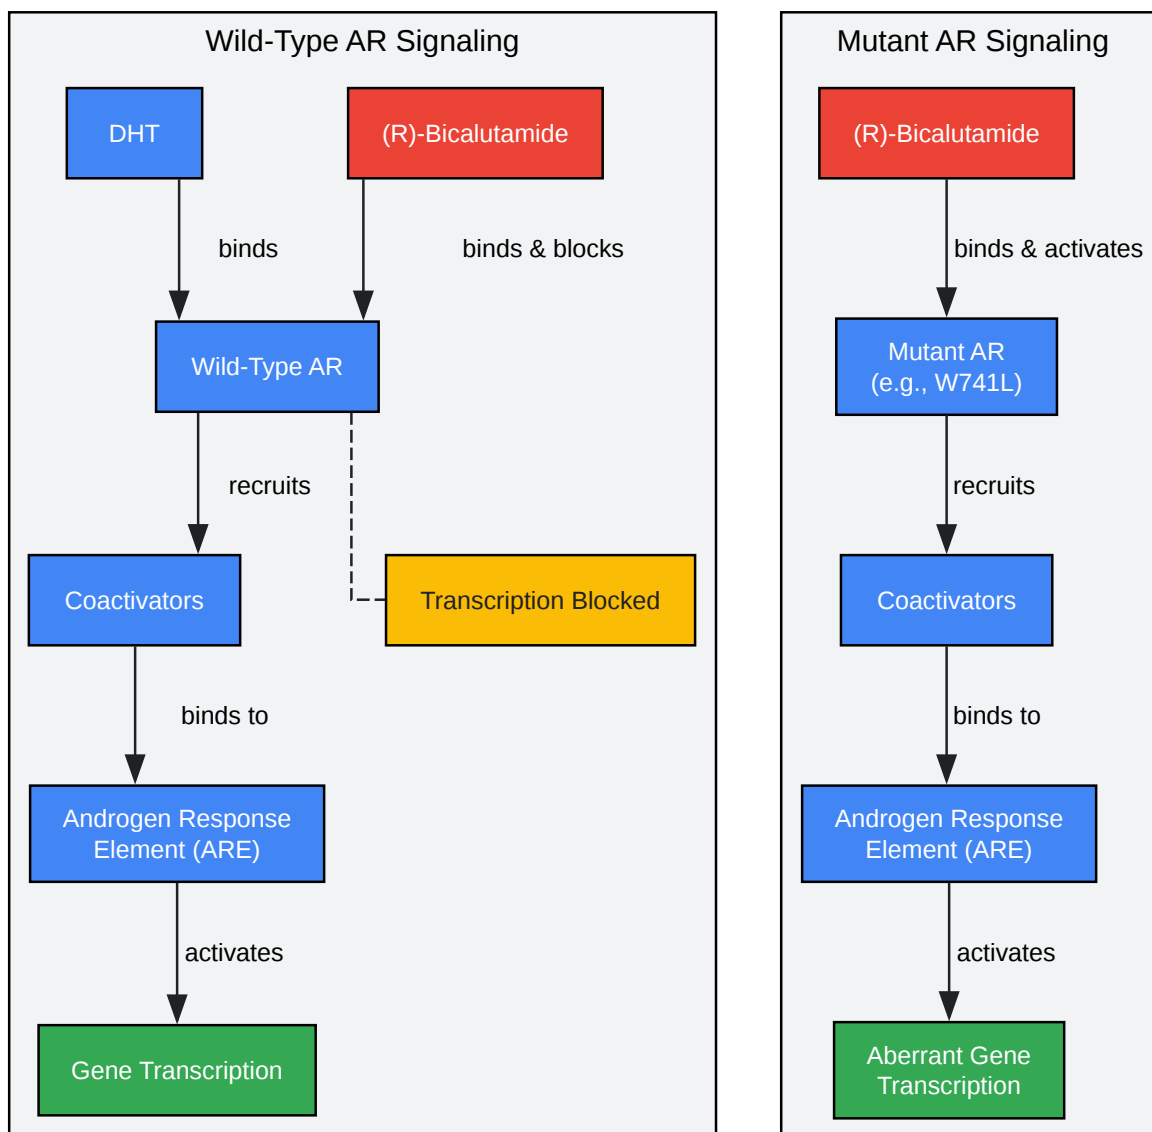 Wild-Type AR Signaling
DHT
(R)-Bicalutamide
binds
binds & blocks
Wild-Type AR
recruits
Coactivators
Transcription Blocked
binds to
Androgen Response
Element (ARE)
activates
Gene Transcription
Mutant AR Signaling
(R)-Bicalutamide
binds & activates
Mutant AR
(e.g., W741L)
recruits
Coactivators
binds to
Androgen Response
Element (ARE)
activates
Aberrant Gene
Transcription